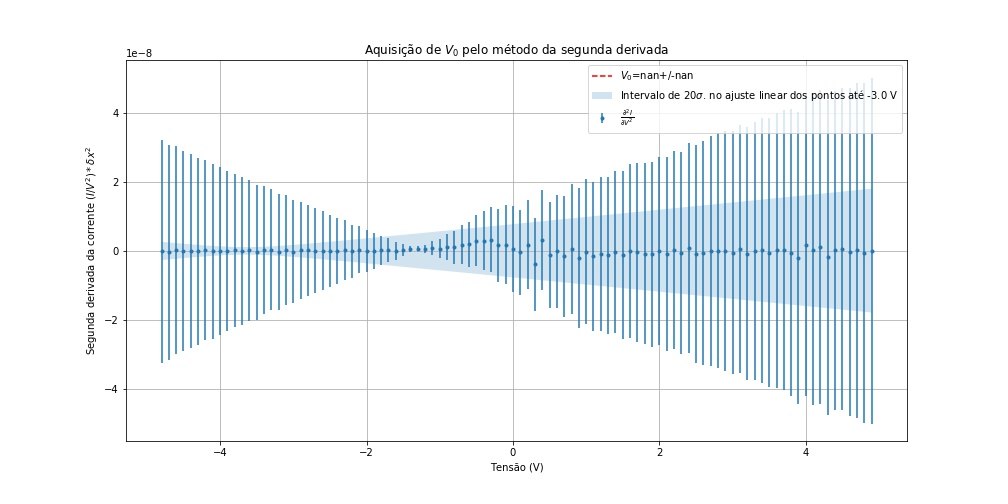 Aquisição de V₀ pelo método da segunda derivada
1e−8
V₀=nan+/-nan
Intervalo de 20σ. no ajuste linear dos pontos até -3.0 V
∂²I/∂V²
Segunda derivada da corrente (I/V²)*δx²
4
2
0
−2
−4
−4 −2 0 2 4
Tensão (V)